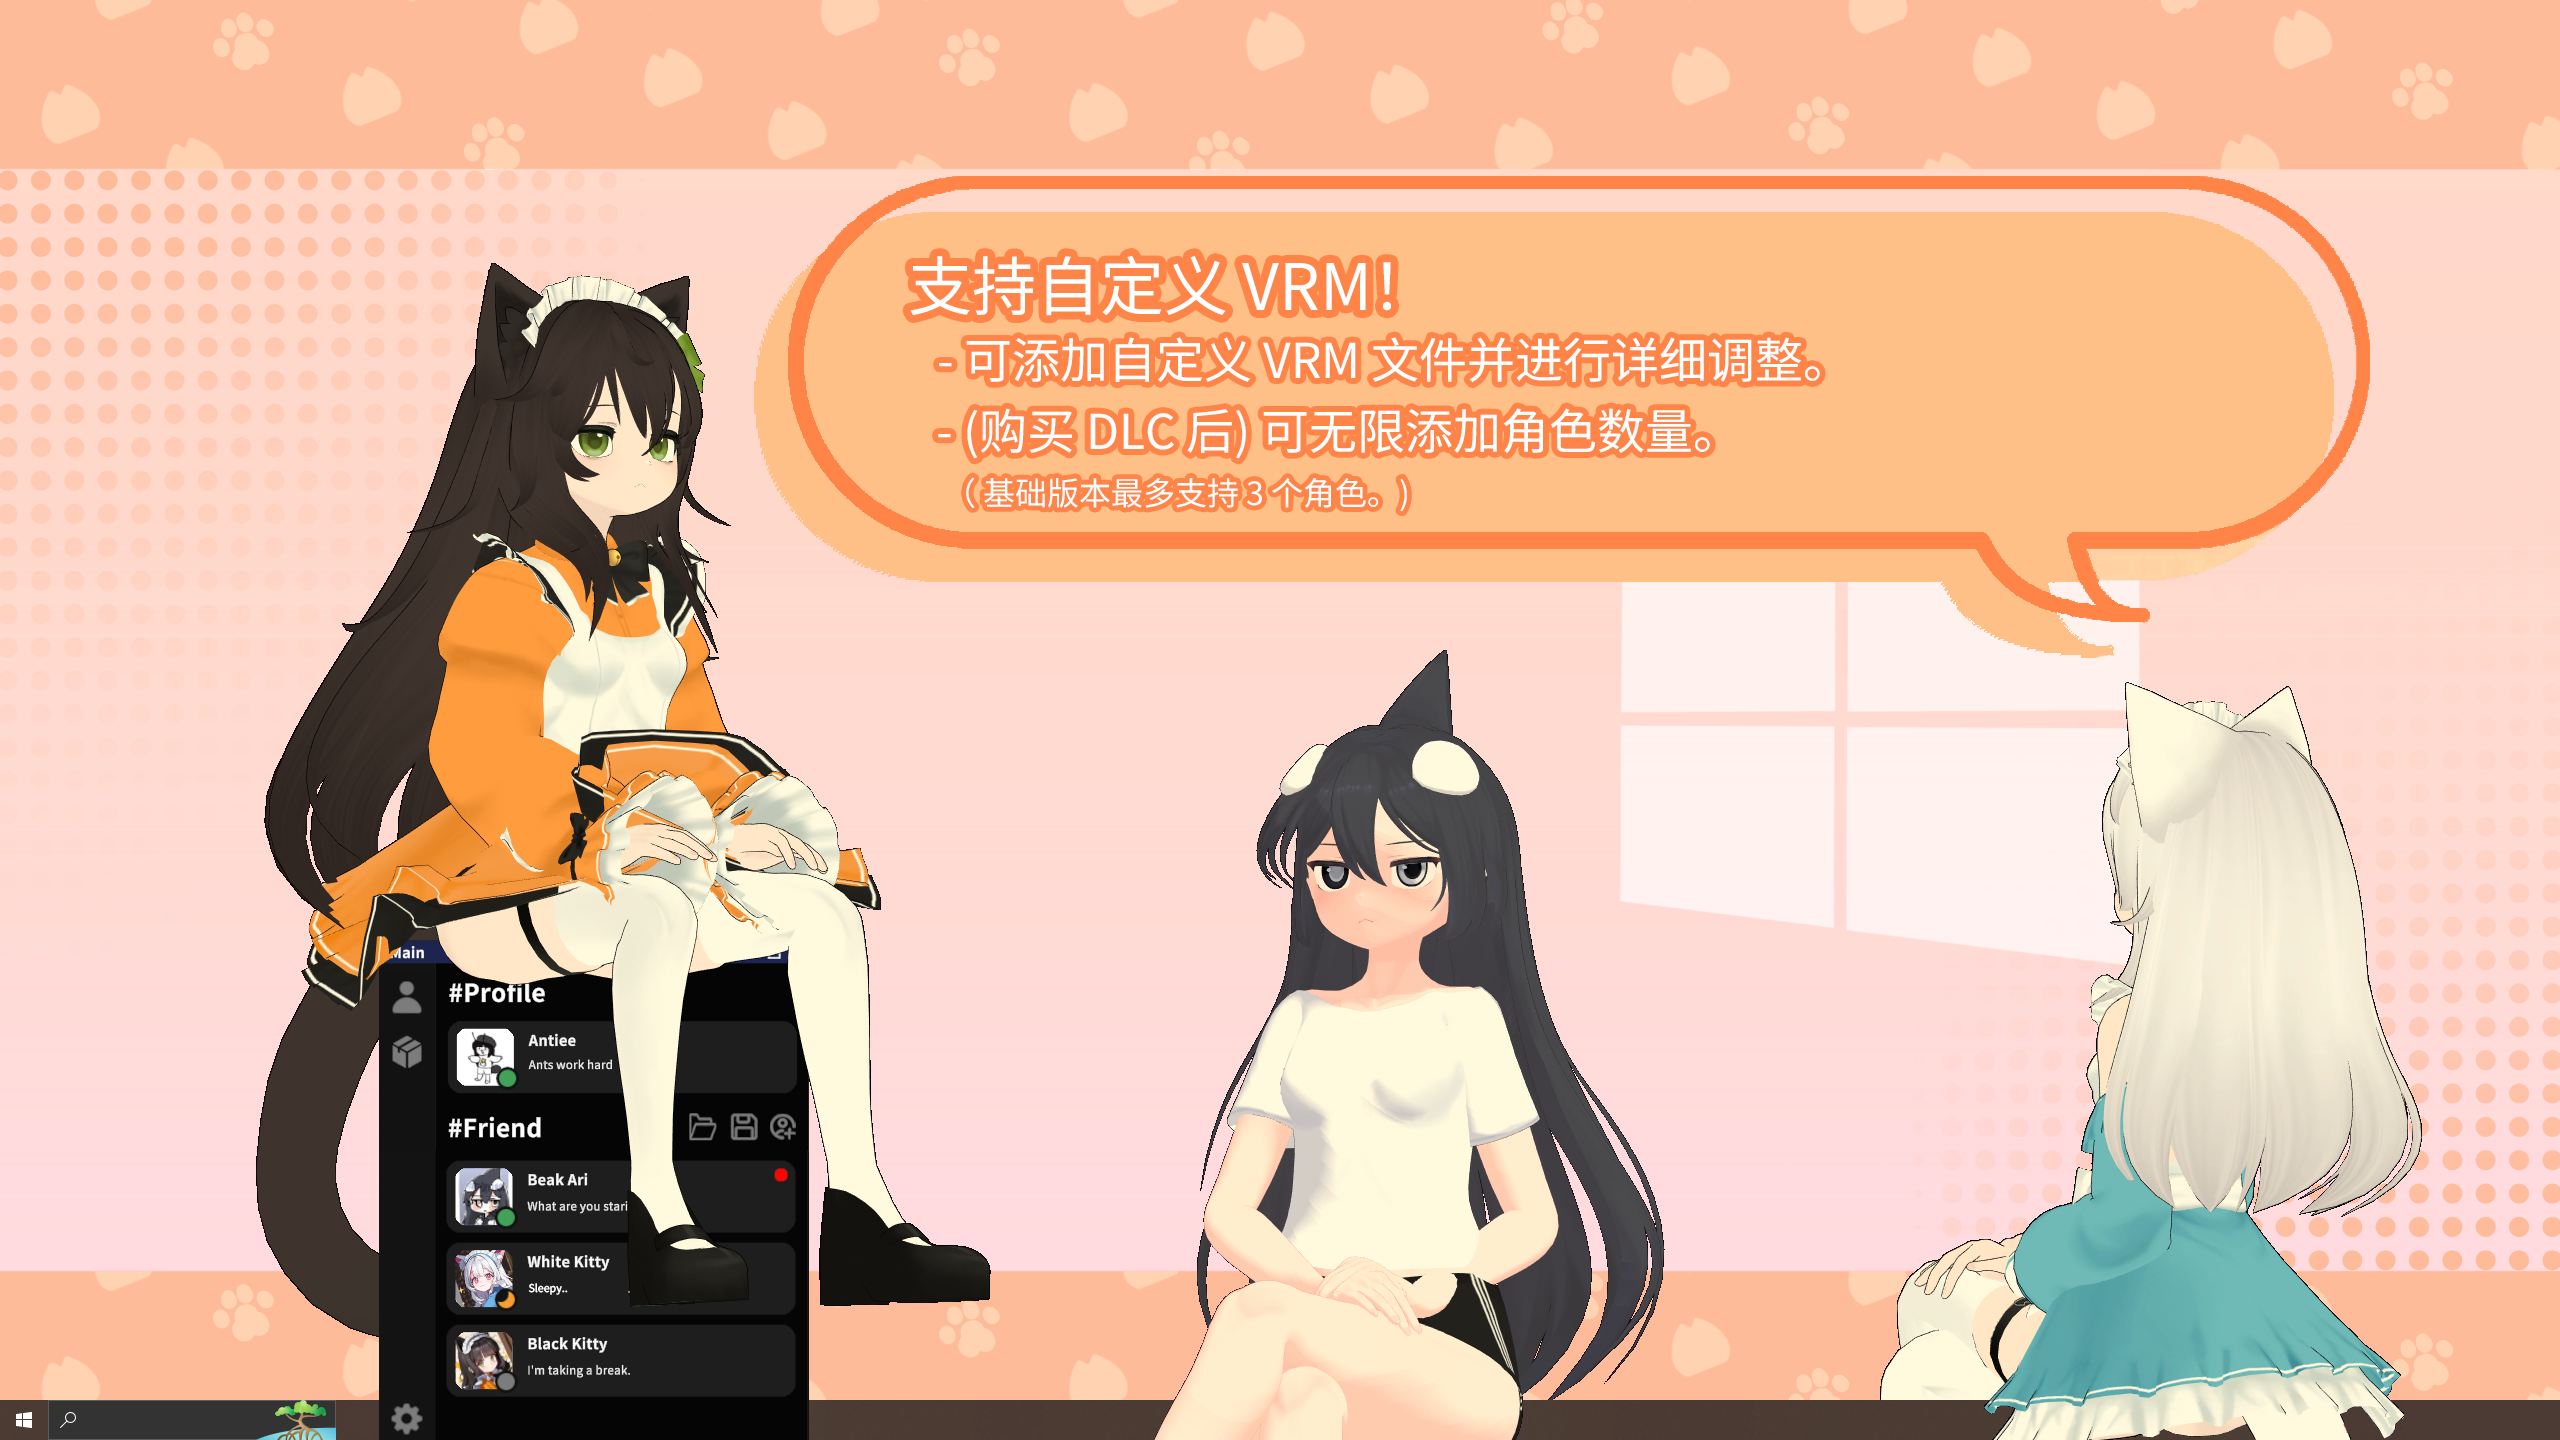 支持自定义 VRM!
- 可添加自定义 VRM 文件并进行详细调整。
- (购买 DLC 后) 可无限添加角色数量。
（基础版本最多支持 3 个角色。)
Main
#Profile
Antiee
Ants work hard
#Friend
Beak Ari
What are you stari
White Kitty
Sleepy..
Black Kitty
I'm taking a break.